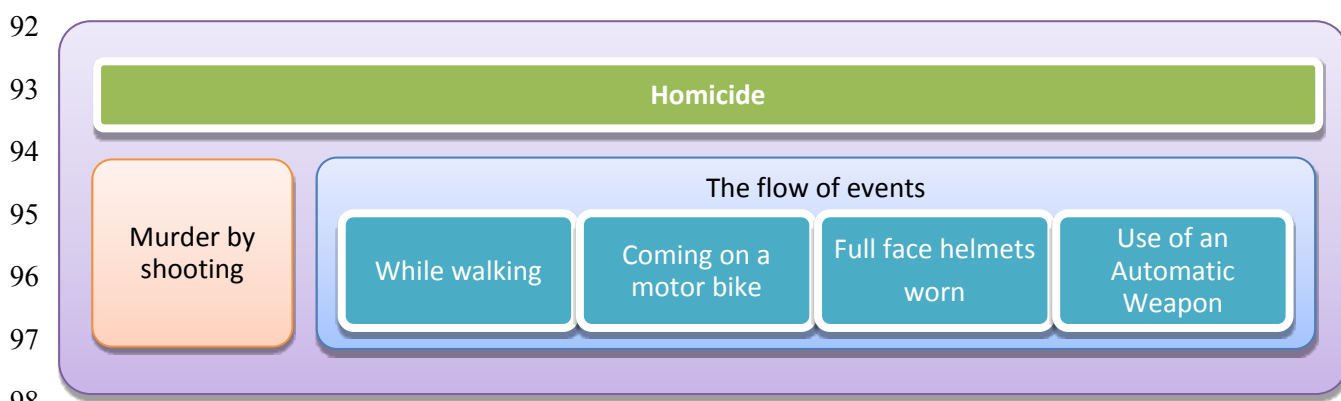 92
93
Homicide
94
The flow of events
95
Murder by
shooting
While walking
Coming on a
motor bike
Full face helmets
worn
Use of an
Automatic
Weapon
96
97
98